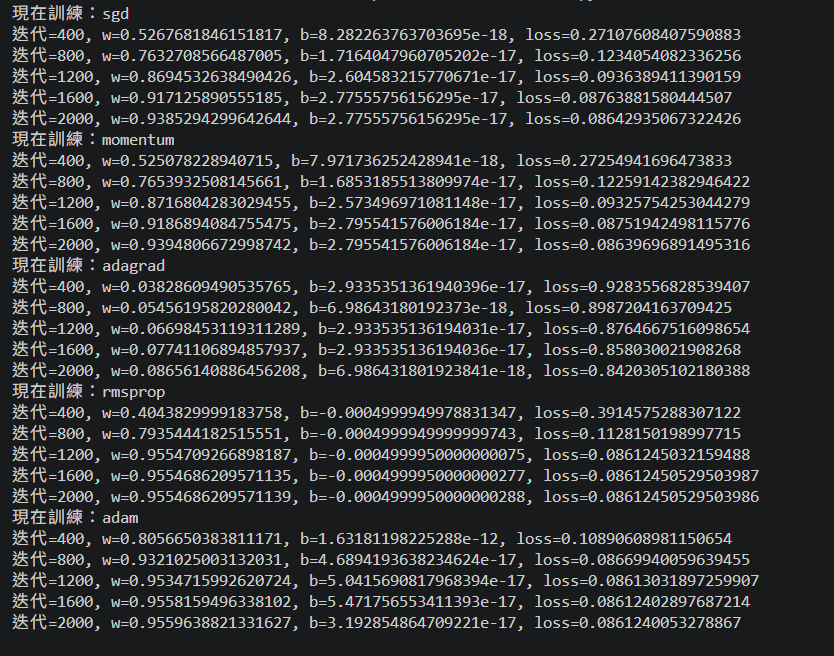 現在訓練：sgd
迭代=400, w=0.5267681846151817, b=8.282263763703695e-18, loss=0.27107608407590883
迭代=800, w=0.7632708566487005, b=1.7164047960705202e-17, loss=0.1234054082336256
迭代=1200, w=0.8694532638490426, b=2.604583215770671e-17, loss=0.0936389411390159
迭代=1600, w=0.917125890555185, b=2.77555756156295e-17, loss=0.08763881580444507
迭代=2000, w=0.9385294299642644, b=2.77555756156295e-17, loss=0.08642935067322426
現在訓練：momentum
迭代=400, w=0.525078228940715, b=7.971736252428941e-18, loss=0.27254941696473833
迭代=800, w=0.7653932508145661, b=1.6853185513809974e-17, loss=0.12259142382946422
迭代=1200, w=0.8716804283029455, b=2.573496971081148e-17, loss=0.09325754253044279
迭代=1600, w=0.9186894084755475, b=2.795541576006184e-17, loss=0.08751942498115776
迭代=2000, w=0.9394806672998742, b=2.795541576006184e-17, loss=0.08639696891495316
現在訓練：adagrad
迭代=400, w=0.03828609490535765, b=2.9335351361940396e-17, loss=0.9283556828539407
迭代=800, w=0.05456195820280042, b=6.98643180192373e-18, loss=0.8987204163709425
迭代=1200, w=0.06698453119311289, b=2.933535136194031e-17, loss=0.8764667516098654
迭代=1600, w=0.07741106894857937, b=2.933535136194036e-17, loss=0.858030021908268
迭代=2000, w=0.08656140886456208, b=6.986431801923841e-18, loss=0.8420305102180388
現在訓練：rmsprop
迭代=400, w=0.4043829999183758, b=-0.0004999949978831347, loss=0.3914575288307122
迭代=800, w=0.7935444182515551, b=-0.0004999949999999743, loss=0.1128150198997715
迭代=1200, w=0.9554709266898187, b=-0.0004999950000000075, loss=0.0861245032159488
迭代=1600, w=0.9554686209571135, b=-0.0004999950000000277, loss=0.08612450529503987
迭代=2000, w=0.9554686209571139, b=-0.0004999950000000288, loss=0.08612450529503986
現在訓練：adam
迭代=400, w=0.8056650383811171, b=1.63181198225288e-12, loss=0.10890608981150654
迭代=800, w=0.9321025003132031, b=4.6894193638234624e-17, loss=0.08669940059639455
迭代=1200, w=0.9534715992620724, b=5.0415690817968394e-17, loss=0.08613031897259907
迭代=1600, w=0.9558159496338102, b=5.471756553411393e-17, loss=0.08612402897687214
迭代=2000, w=0.9559638821331627, b=3.192854864709221e-17, loss=0.0861240053278867